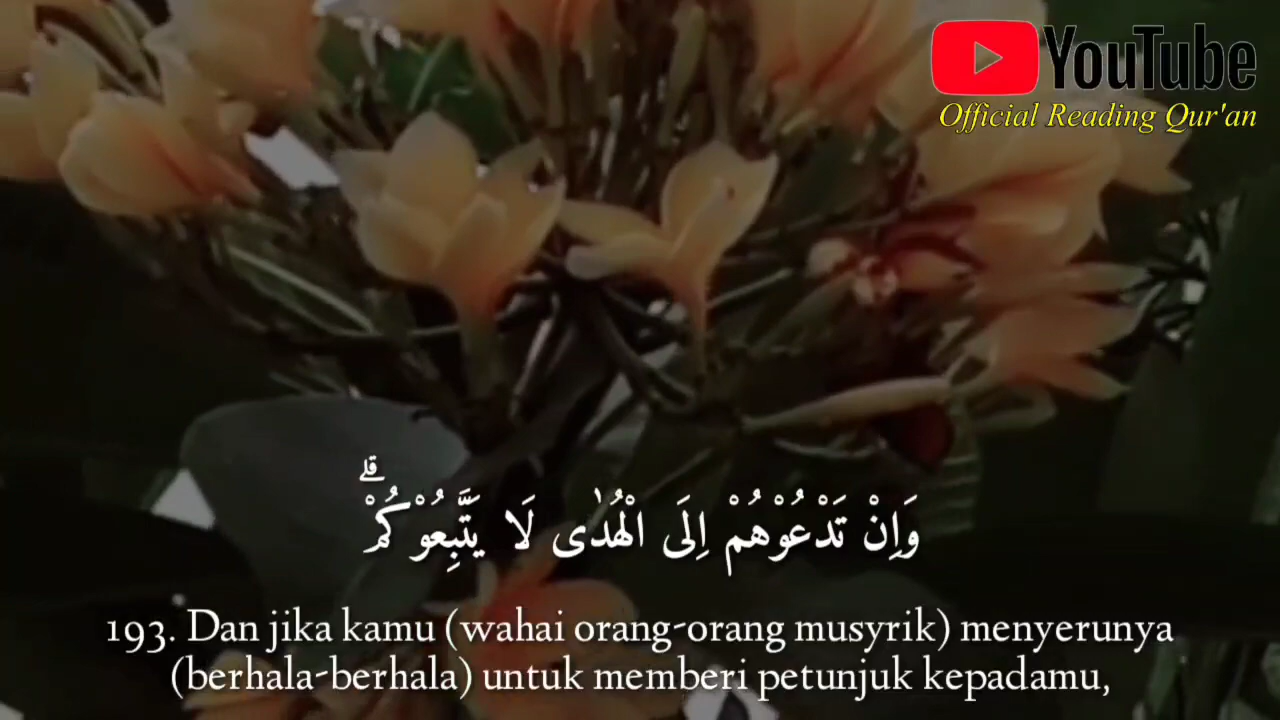 YouTube
Official Reading Qur'an
وَاِنْ تَدْعُوْهُمْ اِلَى الْهُدٰى لَا يَتَّبِعُوْكُمْۗ
193. Dan jika kamu (wahai orang-orang musyrik) menyerunya
(berhala-berhala) untuk memberi petunjuk kepadamu,